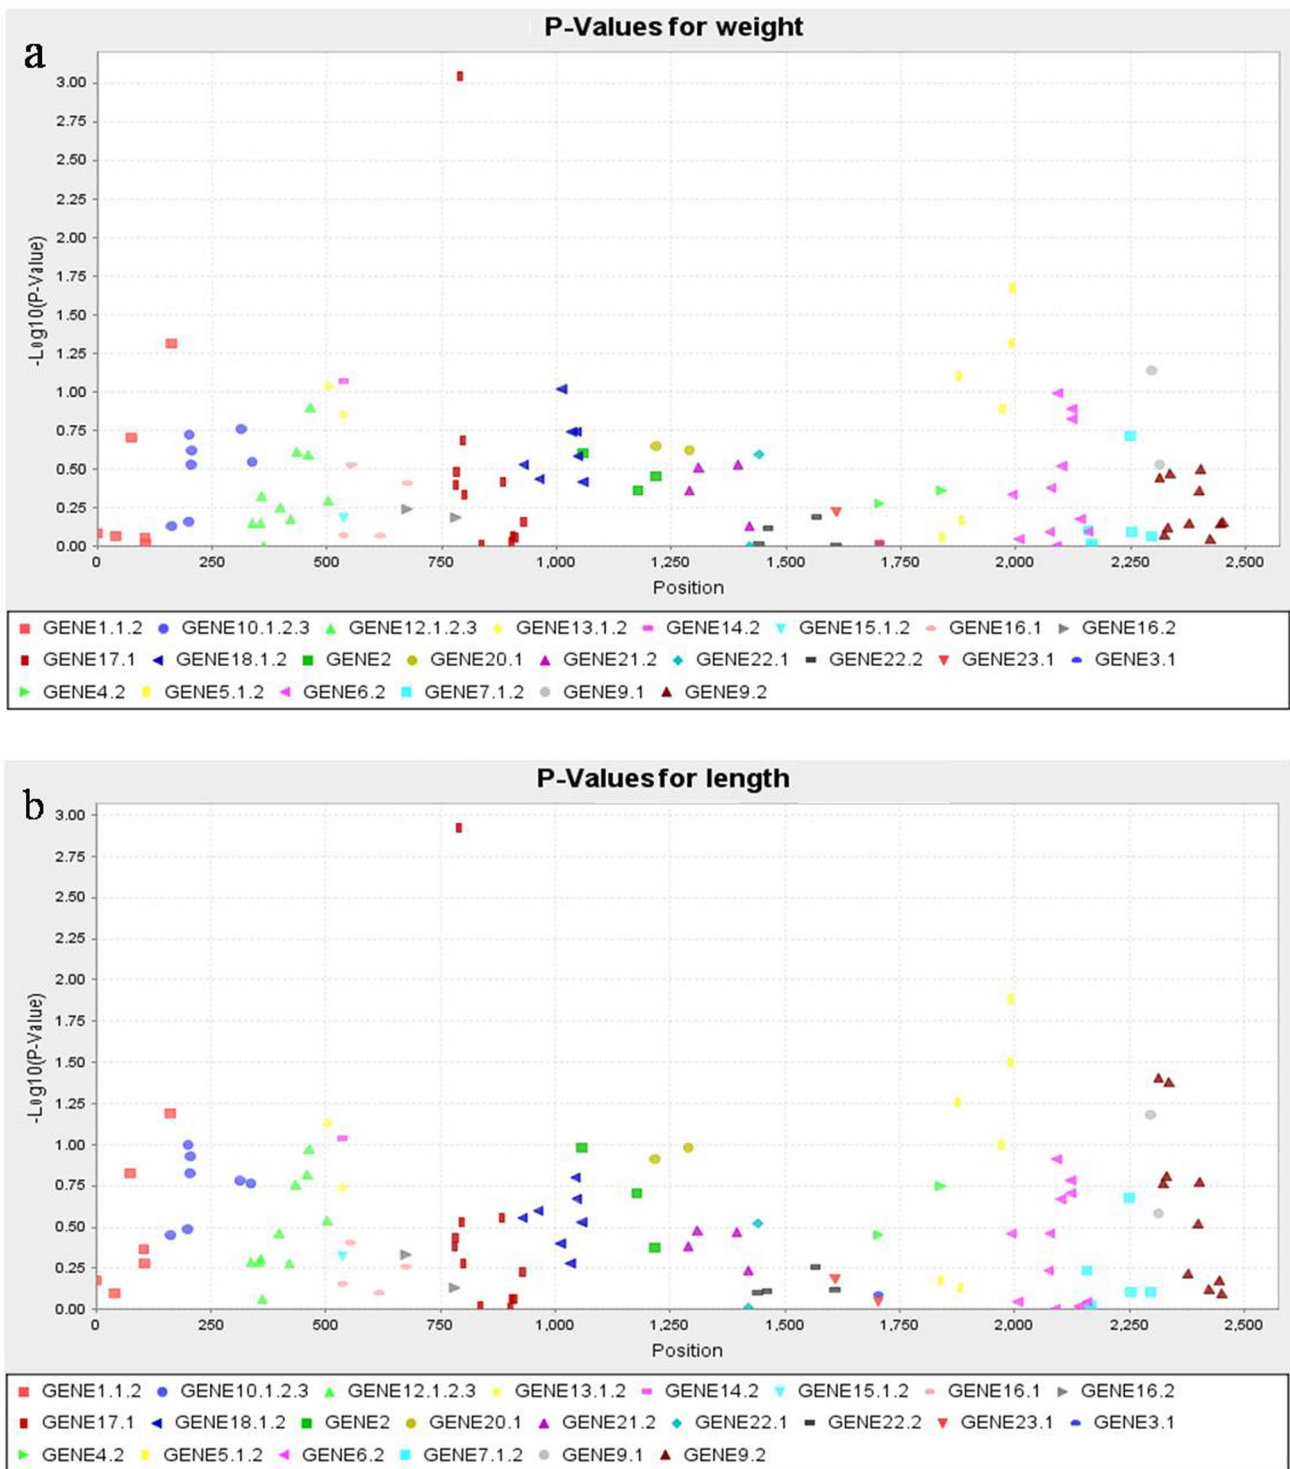 P-Values for weight
a
3.00
2.75
2.50
2.25
2.00
1.75
1.50
1.25
1.00
0.75
0.50
0.25
0.00
-Log10(P-Value)
0 250 500 750 1,000 1,250 1,500 1,750 2,000 2,250 2,500
Position
GENE1.1.2 GENE10.1.2.3 GENE12.1.2.3 GENE13.1.2 GENE14.2 GENE15.1.2 GENE16.1 GENE16.2
GENE17.1 GENE18.1.2 GENE2 GENE20.1 GENE21.2 GENE22.1 GENE22.2 GENE23.1 GENE3.1
GENE4.2 GENE5.1.2 GENE6.2 GENE7.1.2 GENE9.1 GENE9.2
P-Values for length
b
3.00
2.75
2.50
2.25
2.00
1.75
1.50
1.25
1.00
0.75
0.50
0.25
0.00
-Log10(P-Value)
0 250 500 750 1,000 1,250 1,500 1,750 2,000 2,250 2,500
Position
GENE1.1.2 GENE10.1.2.3 GENE12.1.2.3 GENE13.1.2 GENE14.2 GENE15.1.2 GENE16.1 GENE16.2
GENE17.1 GENE18.1.2 GENE2 GENE20.1 GENE21.2 GENE22.1 GENE22.2 GENE23.1 GENE3.1
GENE4.2 GENE5.1.2 GENE6.2 GENE7.1.2 GENE9.1 GENE9.2